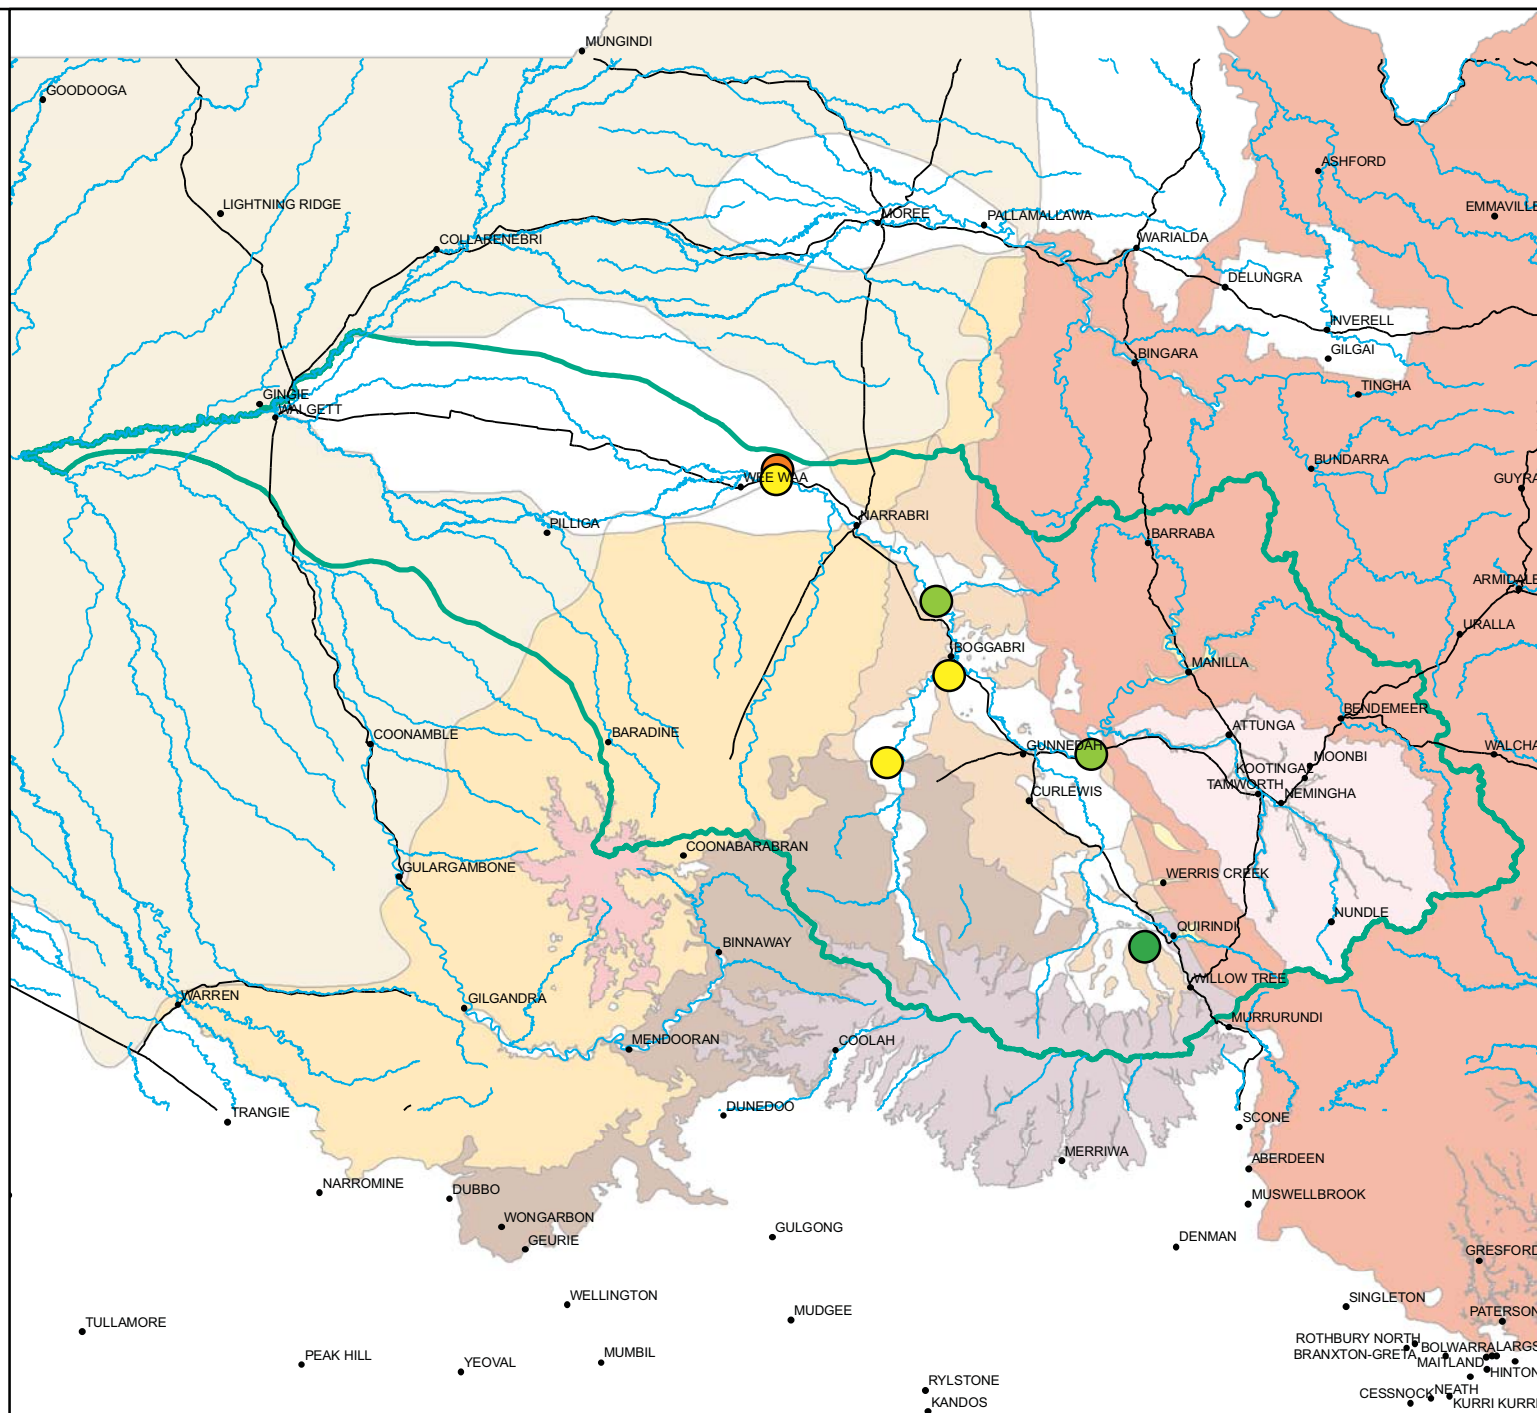 MUNGINDI
GOODOOGA
ASHFORD
LIGHTNING RIDGE
EMMAVILLE
MOREE
PALLAMALLAWA
COLLARENEBRI
WARIALDA
DELUNGRA
INVERELL
GILGAI
BINGARA
TINGHA
GINGIE
WALGETT
BUNDARRA
WEE WAA
GUYRA
NARRABRI
PILLIGA
BARRABA
ARMIDALE
URALLA
BOGGABRI
MANILLA
BENDEMEER
ATTUNGA
COONAMBLE
BARADINE
GUNNEDAH
WALCHA
MOONBI
KOOTINGAL
TAMWORTH
NEMINGHA
CURLEWIS
COONABARABRAN
GULARGAMBONE
WERRIS CREEK
NUNDLE
QUIRINDI
BINNAWAY
WILLOW TREE
WARREN
GILGANDRA
MURRURUNDI
MENDOORAN
COOLAH
TRANGIE
DUNEDOO
SCONE
MERRIWA
ABERDEEN
NARROMINE
DUBBO
MUSWELLBROOK
WONGARBON
GULGONG
GEURIE
DENMAN
GRESFORD
WELLINGTON
SINGLETON
MUDGEE
PATERSON
TULLAMORE
ROTHBURY NORTH
BOLWARRA
LARGS
BRANXTON-GRETA
PEAK HILL
YEOVAL
MUMBIL
MAITLAND
HINTON
RYLSTONE
CESSNOCK
NEATH
KANDOS
KURRI KURRI